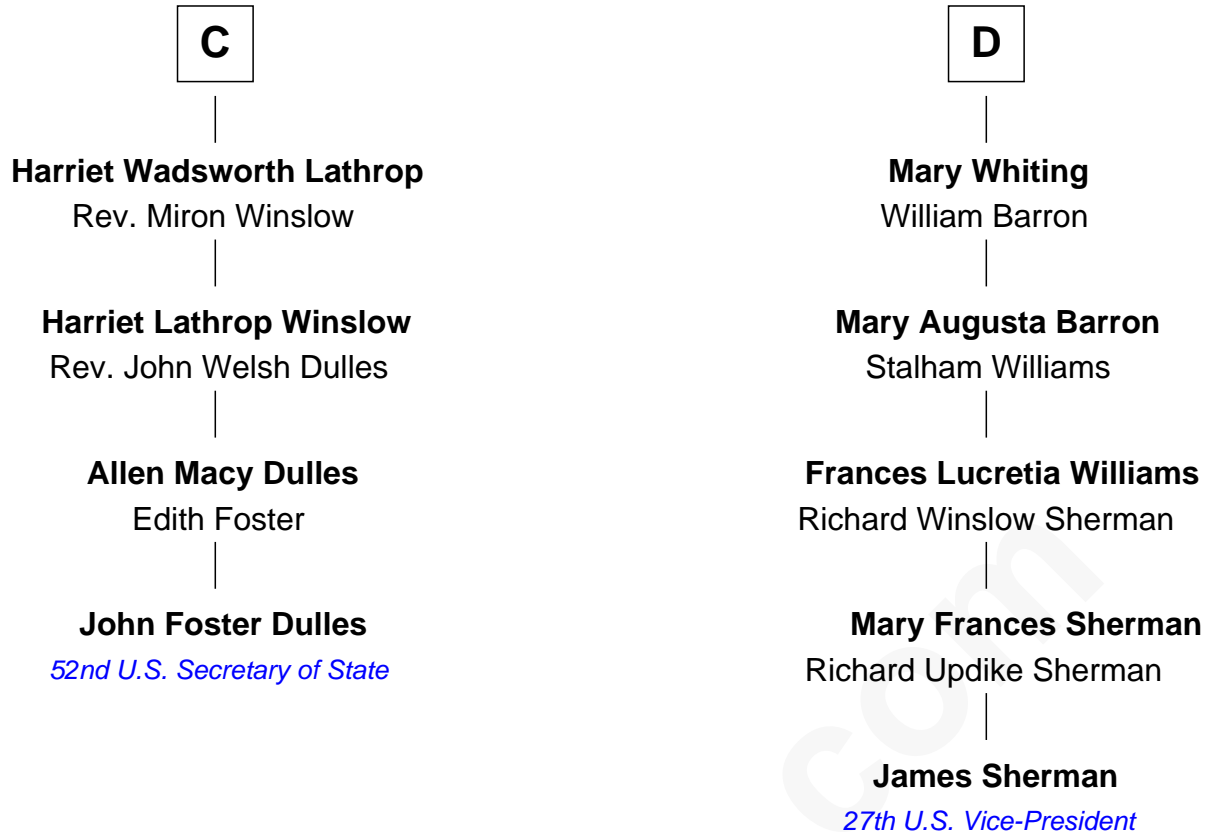 C
Harriet Wadsworth Lathrop
Rev. Miron Winslow
Harriet Lathrop Winslow
Rev. John Welsh Dulles
Allen Macy Dulles
Edith Foster
John Foster Dulles
52nd U.S. Secretary of State
D
Mary Whiting
William Barron
Mary Augusta Barron
Stalham Williams
Frances Lucretia Williams
Richard Winslow Sherman
Mary Frances Sherman
Richard Updike Sherman
James Sherman
27th U.S. Vice-President
com